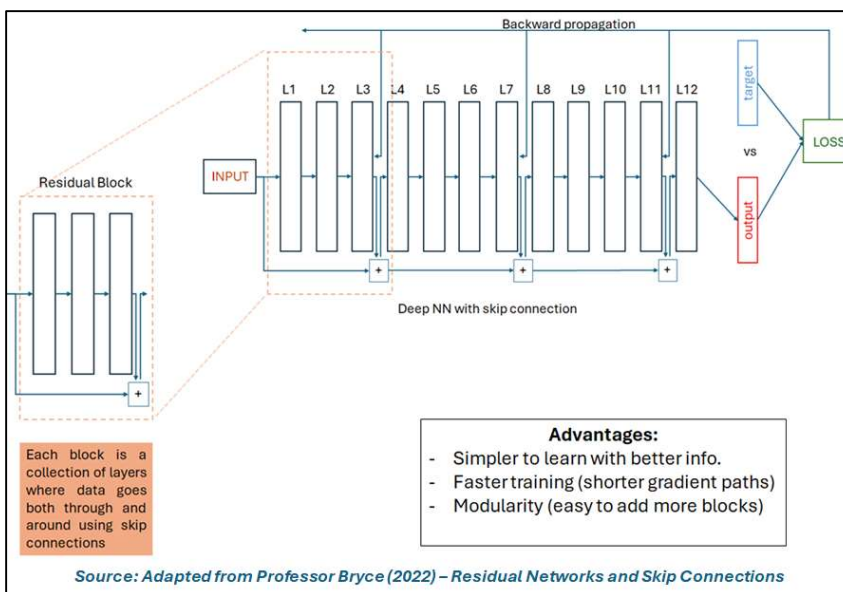 Backward propagation
L1 L2 L3 L4 L5 L6 L7 L8 L9 L10 L11 L12
target
vs
LOSS
INPUT
output
Residual Block
+ + +
Deep NN with skip connection
+
Each block is a
collection of layers
where data goes
both through and
around using skip
connections
Advantages:
- Simpler to learn with better info.
- Faster training (shorter gradient paths)
- Modularity (easy to add more blocks)
Source: Adapted from Professor Bryce (2022) – Residual Networks and Skip Connections